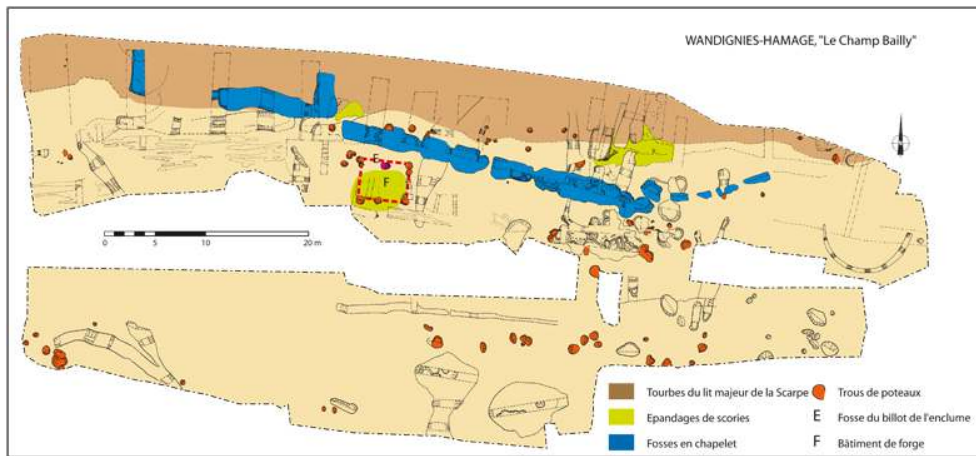 WANDIGNIES-HAMAGE, "Le Champ Bailly"
E
F
0 5 10 20 m
Tourbes du lit majeur de la Scarpe
Epandages de scories
Fosses en chapelet
Trous de poteaux
E Fosse du billot de l'enclume
F Bâtiment de forge